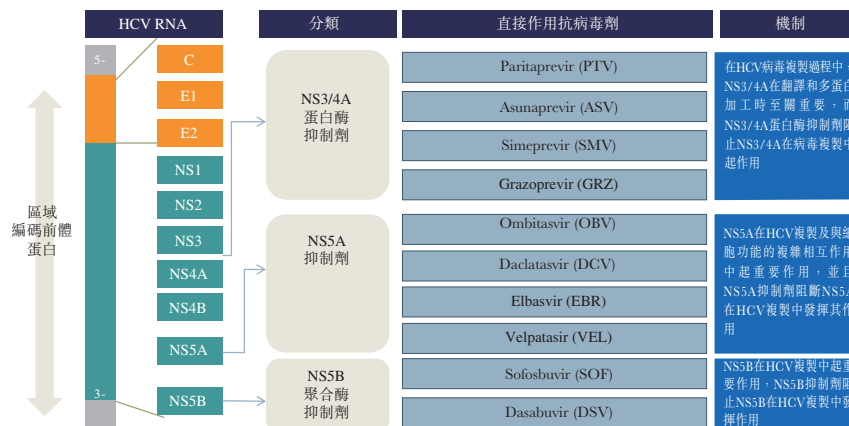 HCV RNA
分類
直接作用抗病毒劑
機制
5-
C
E1
E2
NS1
NS2
NS3
NS4A
NS4B
NS5A
NS5B
3-
區域
編碼前體
蛋白
NS3/4A
蛋白酶
抑制劑
Paritaprevir (PTV)
Asunaprevir (ASV)
Simeprevir (SMV)
Grazoprevir (GRZ)
在HCV病毒複製過程中，
NS3/4A在翻譯和多蛋白
加工時至關重要，而
NS3/4A蛋白酶抑制劑阻
止NS3/4A在病毒複製中
起作用
NS5A
抑制劑
Ombitasvir (OBV)
Daclatasvir (DCV)
Elbasvir (EBR)
Velpatasir (VEL)
NS5A在HCV複製及與細
胞功能的複雜相互作用
中起重要作用，並且
NS5A抑制劑阻斷NS5A
在HCV複製中發揮其作
用
NS5B
聚合酶
抑制劑
Sofosbuvir (SOF)
Dasabuvir (DSV)
NS5B在HCV複製中起重
要作用，NS5B抑制劑阻
止NS5B在HCV複製中發
揮作用